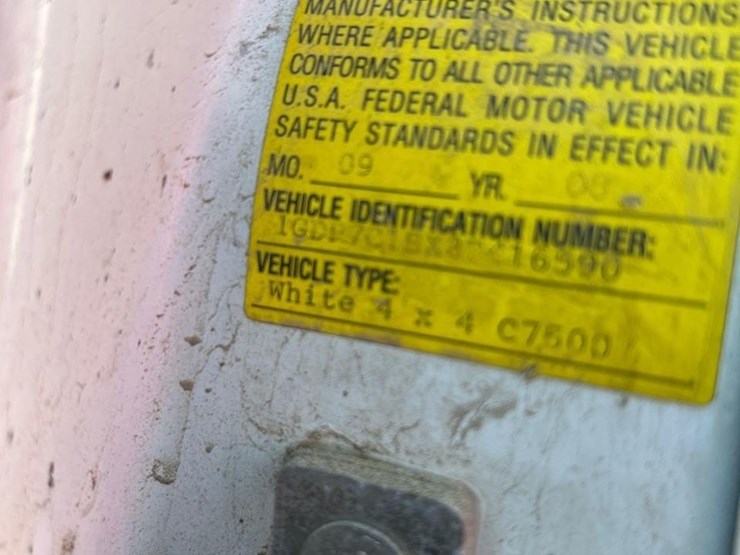 MANUFACTURER'S INSTRUCTIONS
WHERE APPLICABLE. THIS VEHICLE
CONFORMS TO ALL OTHER APPLICABLE
U.S.A. FEDERAL MOTOR VEHICLE
SAFETY STANDARDS IN EFFECT IN:
MO. 09 YR.
VEHICLE IDENTIFICATION NUMBER:
VEHICLE TYPE:
White 4 x 4 C7500